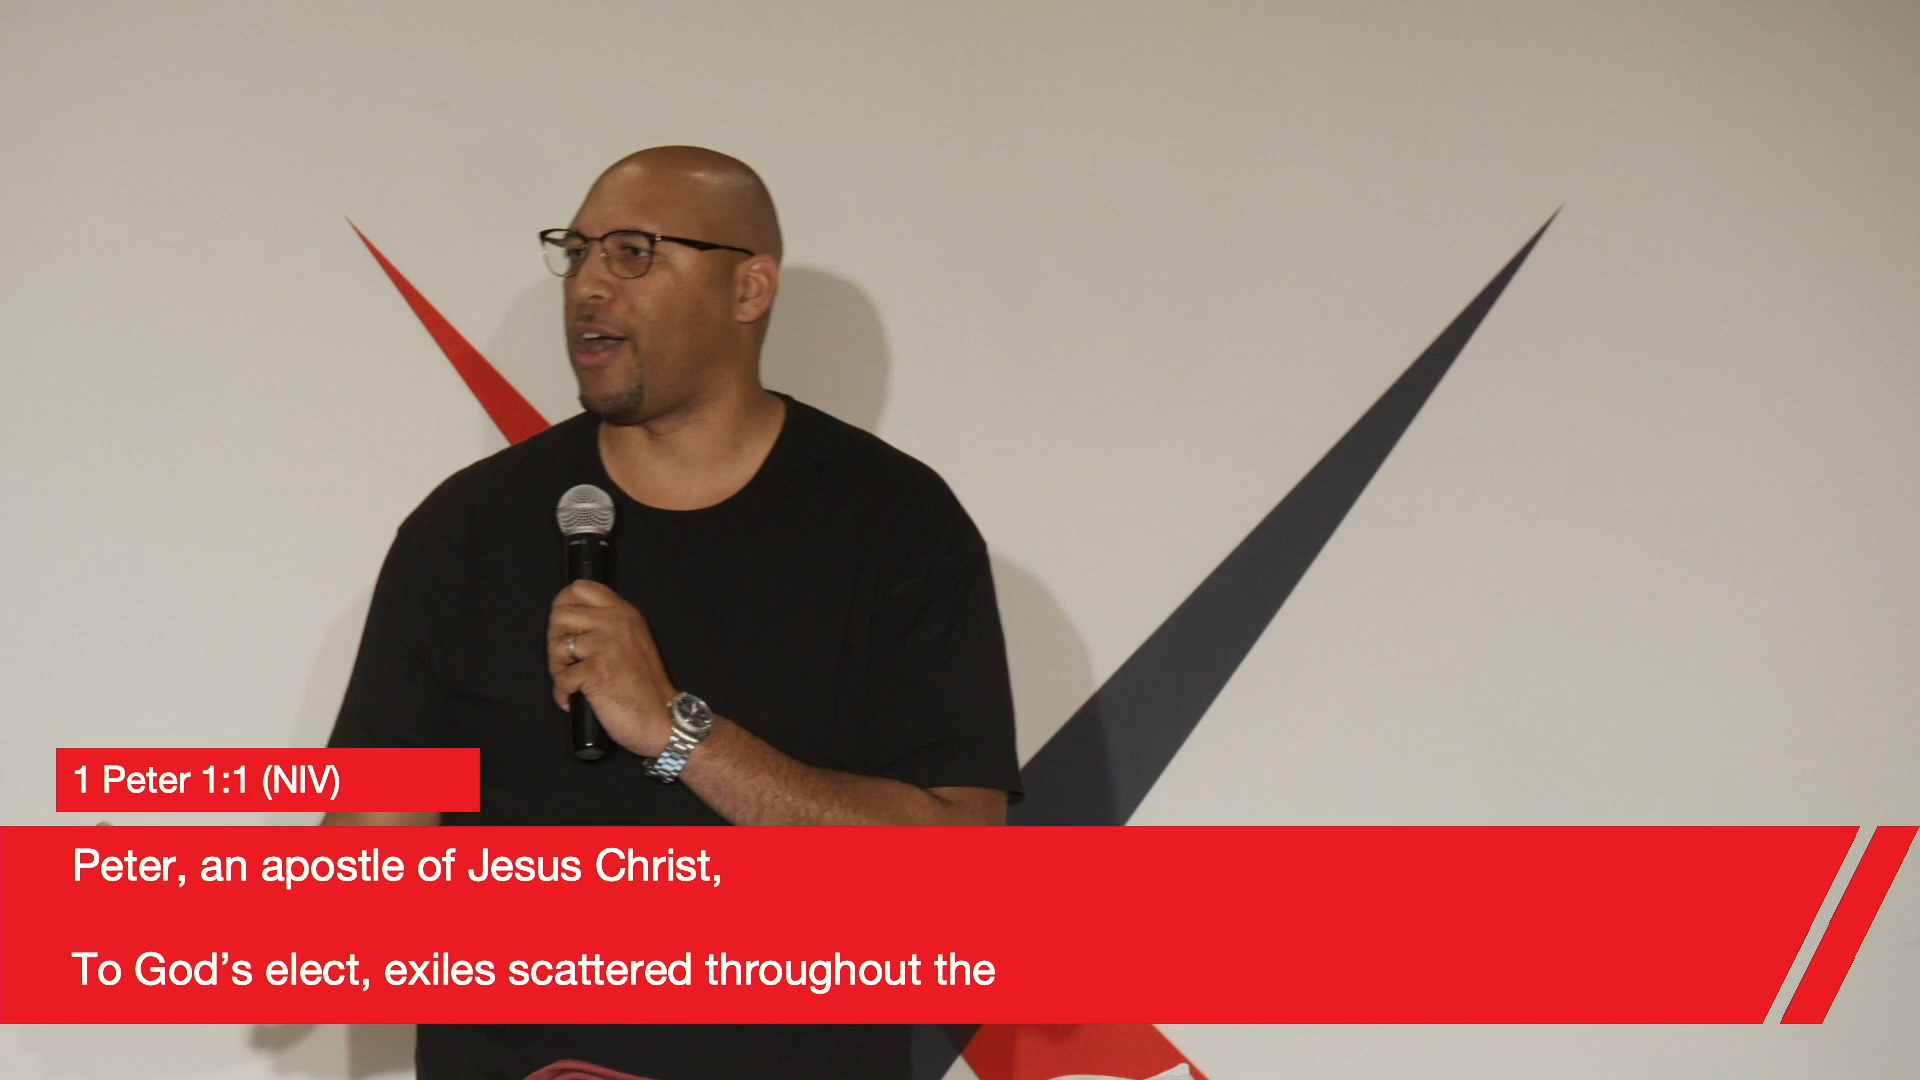 1 Peter 1:1 (NIV)
Peter, an apostle of Jesus Christ,
To God’s elect, exiles scattered throughout the